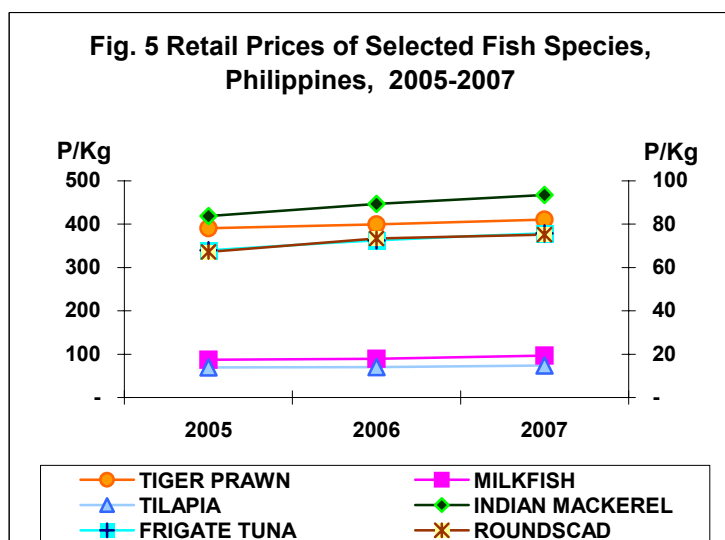 Fig. 5 Retail Prices of Selected Fish Species,
Philippines, 2005-2007
P/Kg
P/Kg
500
100
400
80
300
60
200
40
100
20
-
-
2005
2006
2007
TIGER PRAWN
MILKFISH
TILAPIA
INDIAN MACKEREL
FRIGATE TUNA
ROUNDSCAD